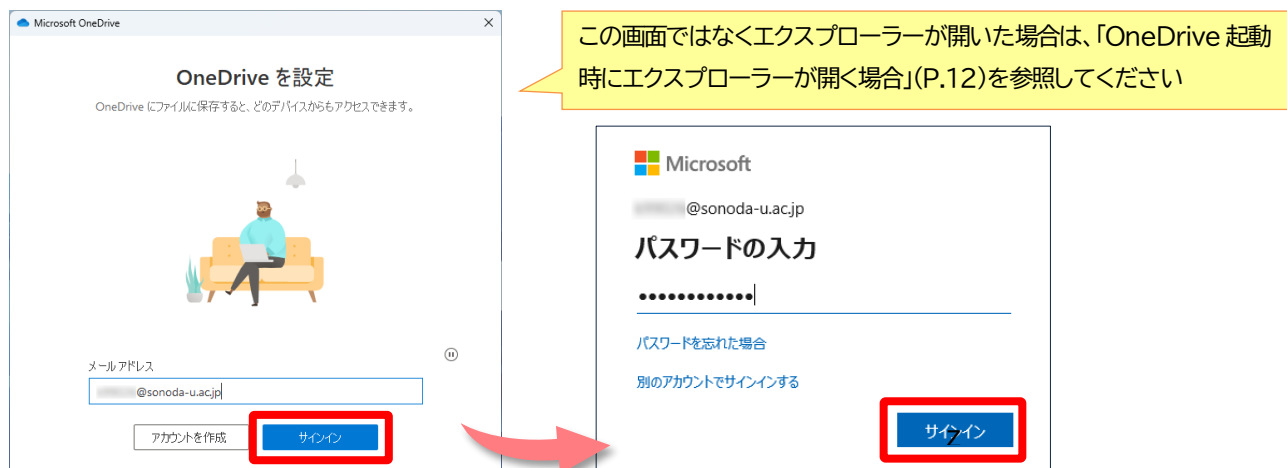 Microsoft OneDrive
この画面ではなくエクスプローラーが開いた場合は、「OneDrive 起動
時にエクスプローラーが開く場合」(P.12)を参照してください
OneDrive を設定
OneDrive にファイルに保存すると、どのデバイスからもアクセスできます。
メール アドレス
@sonoda-u.ac.jp
アカウントを作成
サインイン
Microsoft
@sonoda-u.ac.jp
パスワードの入力
パスワードを忘れた場合
別のアカウントでサインインする
サインイン
7